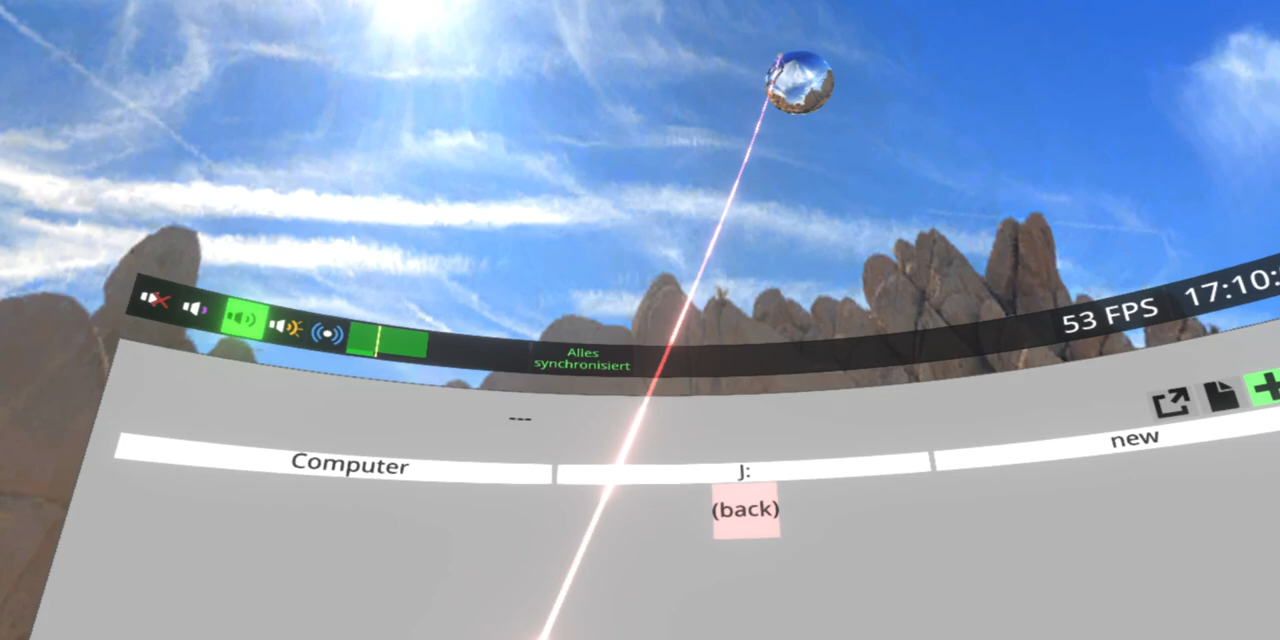 Alles
synchronisiert
53 FPS
17:10:
---
Computer
J:
new
(back)